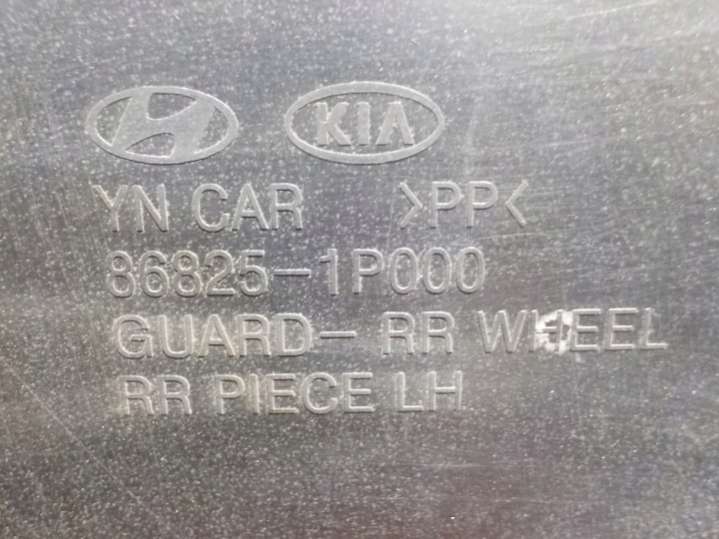 KIA
YN CAR >PP<
86825-1P000
GUARD- RR WHEEL
RR PIECE LH